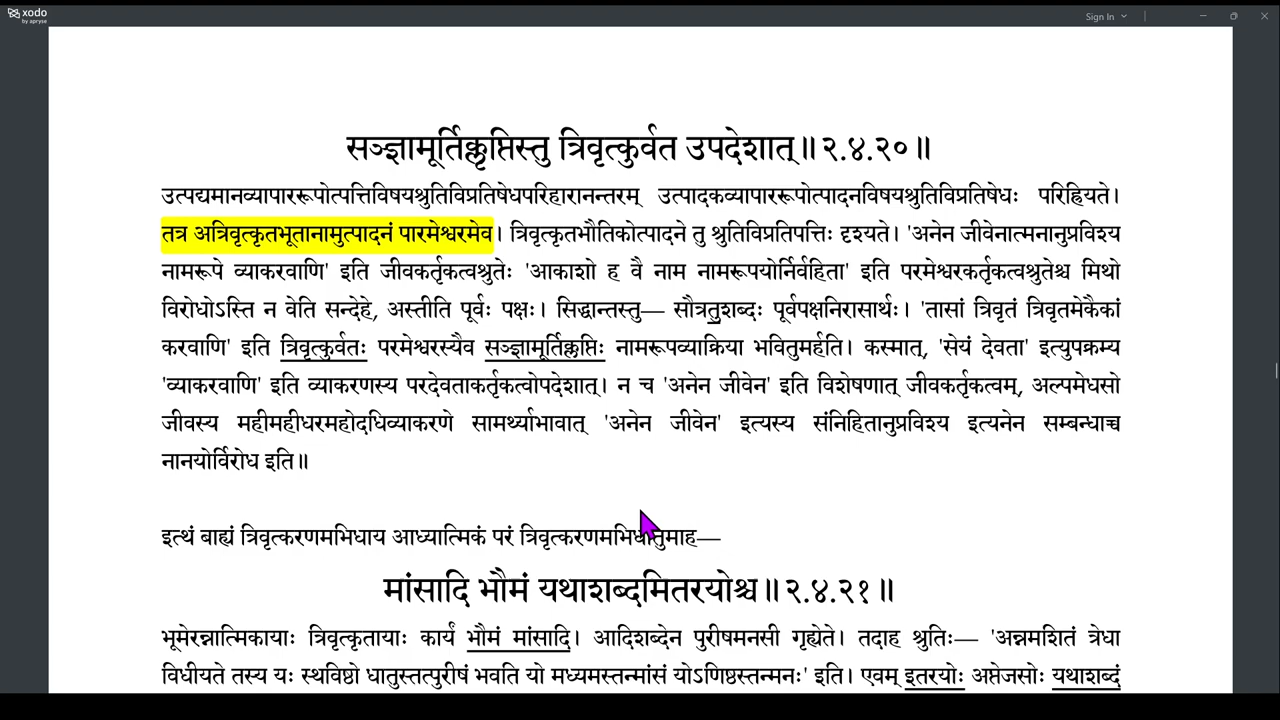 xodo
by apryse
Sign In
सञ्ज्ञामूर्तिकॢप्तिस्तु त्रिवृत्कुर्वत उपदेशात्॥२.४.२०॥
उत्पद्यमानव्यापाररूपोत्पत्तिविषयश्रुतिविप्रतिषेधपरिहारानन्तरम् उत्पादकव्यापाररूपोत्पादनविषयश्रुतिविप्रतिषेधः परिह्रियते।
तत्र अत्रिवृत्कृतभूतानामुत्पादनं पारमेश्वरमेव। त्रिवृत्कृतभौतिकोत्पादने तु श्रुतिविप्रतिपत्तिः दृश्यते। 'अनेन जीवेनात्मनानुप्रविश्य
नामरूपे व्याकरवाणि' इति जीवकर्तृकत्वश्रुतेः 'आकाशो ह वै नाम नामरूपयोर्निर्वहिता' इति परमेश्वरकर्तृकत्वश्रुतेश्च मिथो
विरोधोऽस्ति न वेति सन्देहे, अस्तीति पूर्वः पक्षः। सिद्धान्तस्तु— सौत्रतुशब्दः पूर्वपक्षनिरासार्थः। 'तासां त्रिवृतं त्रिवृतमेकैकां
करवाणि' इति त्रिवृत्कुर्वतः परमेश्वरस्यैव सञ्ज्ञामूर्तिकॢप्तिः नामरूपव्याक्रिया भवितुमर्हति। कस्मात्, 'सेयं देवता' इत्युपक्रम्य
'व्याकरवाणि' इति व्याकरणस्य परदेवताकर्तृकत्वोपदेशात्। न च 'अनेन जीवेन' इति विशेषणात् जीवकर्तृकत्वम्, अल्पमेधसो
जीवस्य महीमहीधरमहोदधिव्याकरणे सामर्थ्याभावात् 'अनेन जीवेन' इत्यस्य संनिहितानुप्रविश्य इत्यनेन सम्बन्धाच्च
नानयोर्विरोध इति॥
इत्थं बाह्यं त्रिवृत्करणमभिधाय आध्यात्मिकं परं त्रिवृत्करणमभिधातुमाह—
मांसादि भौमं यथाशब्दमितरयोश्च॥२.४.२१॥
भूमेरन्नात्मिकायाः त्रिवृत्कृतायाः कार्यं भौमं मांसादि। आदिशब्देन पुरीषमनसी गृह्येते। तदाह श्रुतिः— 'अन्नमशितं त्रेधा
विधीयते तस्य यः स्थविष्ठो धातुस्तत्पुरीषं भवति यो मध्यमस्तन्मांसं योऽणिष्ठस्तन्मनः' इति। एवम् इतरयोः अप्तेजसोः यथाशब्दं